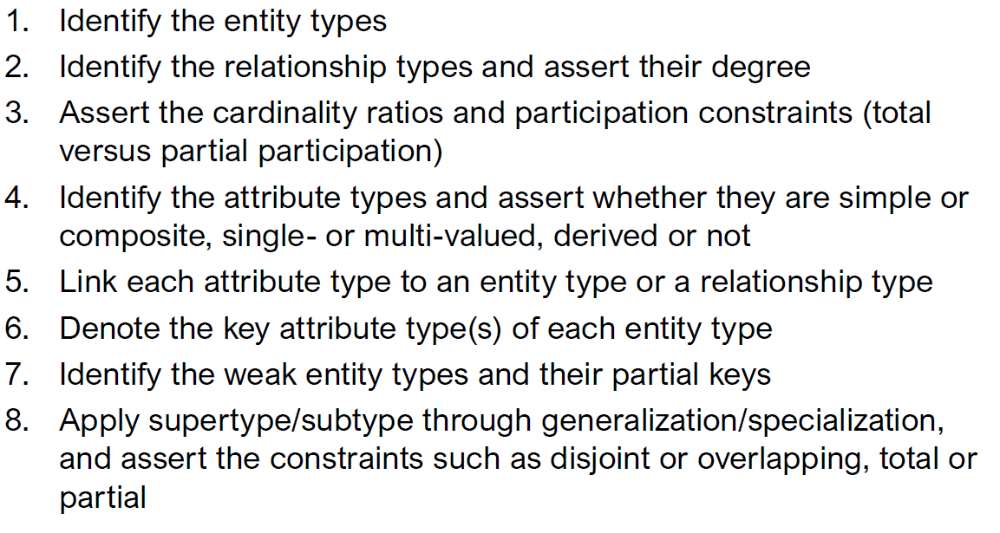 1. Identify the entity types
2. Identify the relationship types and assert their degree
3. Assert the cardinality ratios and participation constraints (total
versus partial participation)
4. Identify the attribute types and assert whether they are simple or
composite, single- or multi-valued, derived or not
5. Link each attribute type to an entity type or a relationship type
6. Denote the key attribute type(s) of each entity type
7. Identify the weak entity types and their partial keys
8. Apply supertype/subtype through generalization/specialization,
and assert the constraints such as disjoint or overlapping, total or
partial